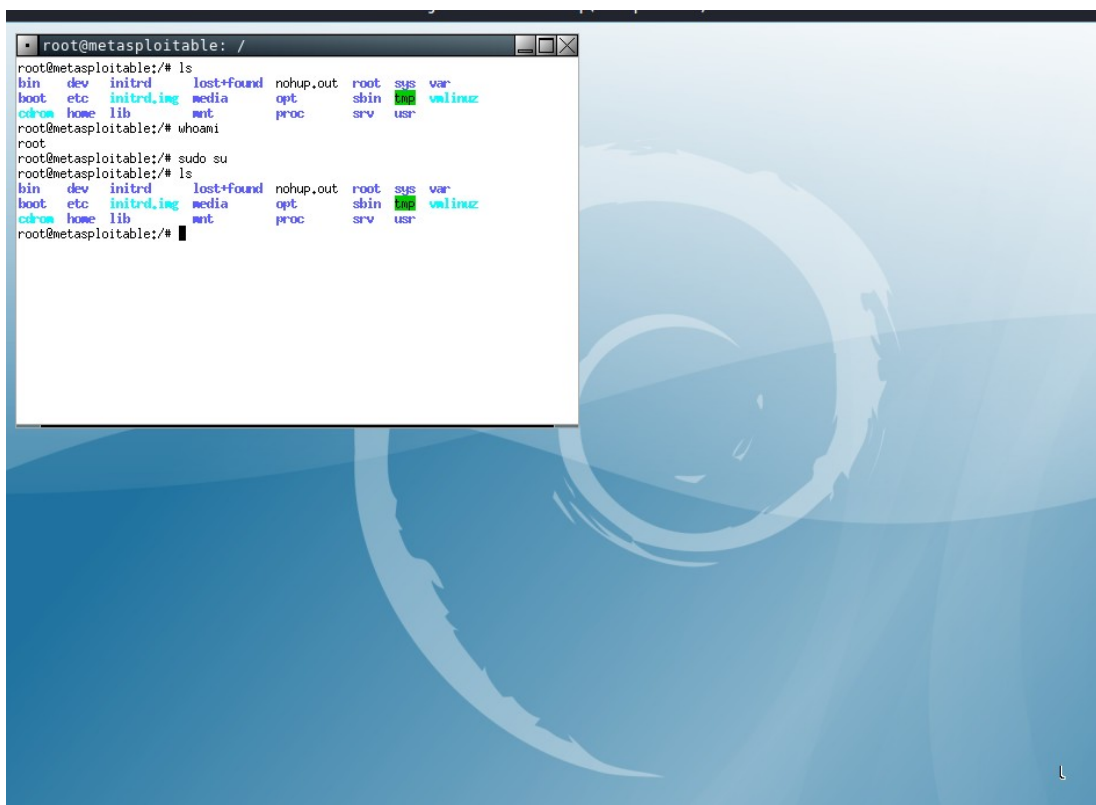 root@metasploitable: /
root@metasploitable:/# ls
bin dev initrd lost+found nohup.out root sys var
boot etc initrd.img media opt sbin tmp vmlinuz
cdrom home lib mnt proc srv usr
root@metasploitable:/# whoami
root
root@metasploitable:/# sudo su
root@metasploitable:/# ls
bin dev initrd lost+found nohup.out root sys var
boot etc initrd.img media opt sbin tmp vmlinuz
cdrom home lib mnt proc srv usr
root@metasploitable:/#